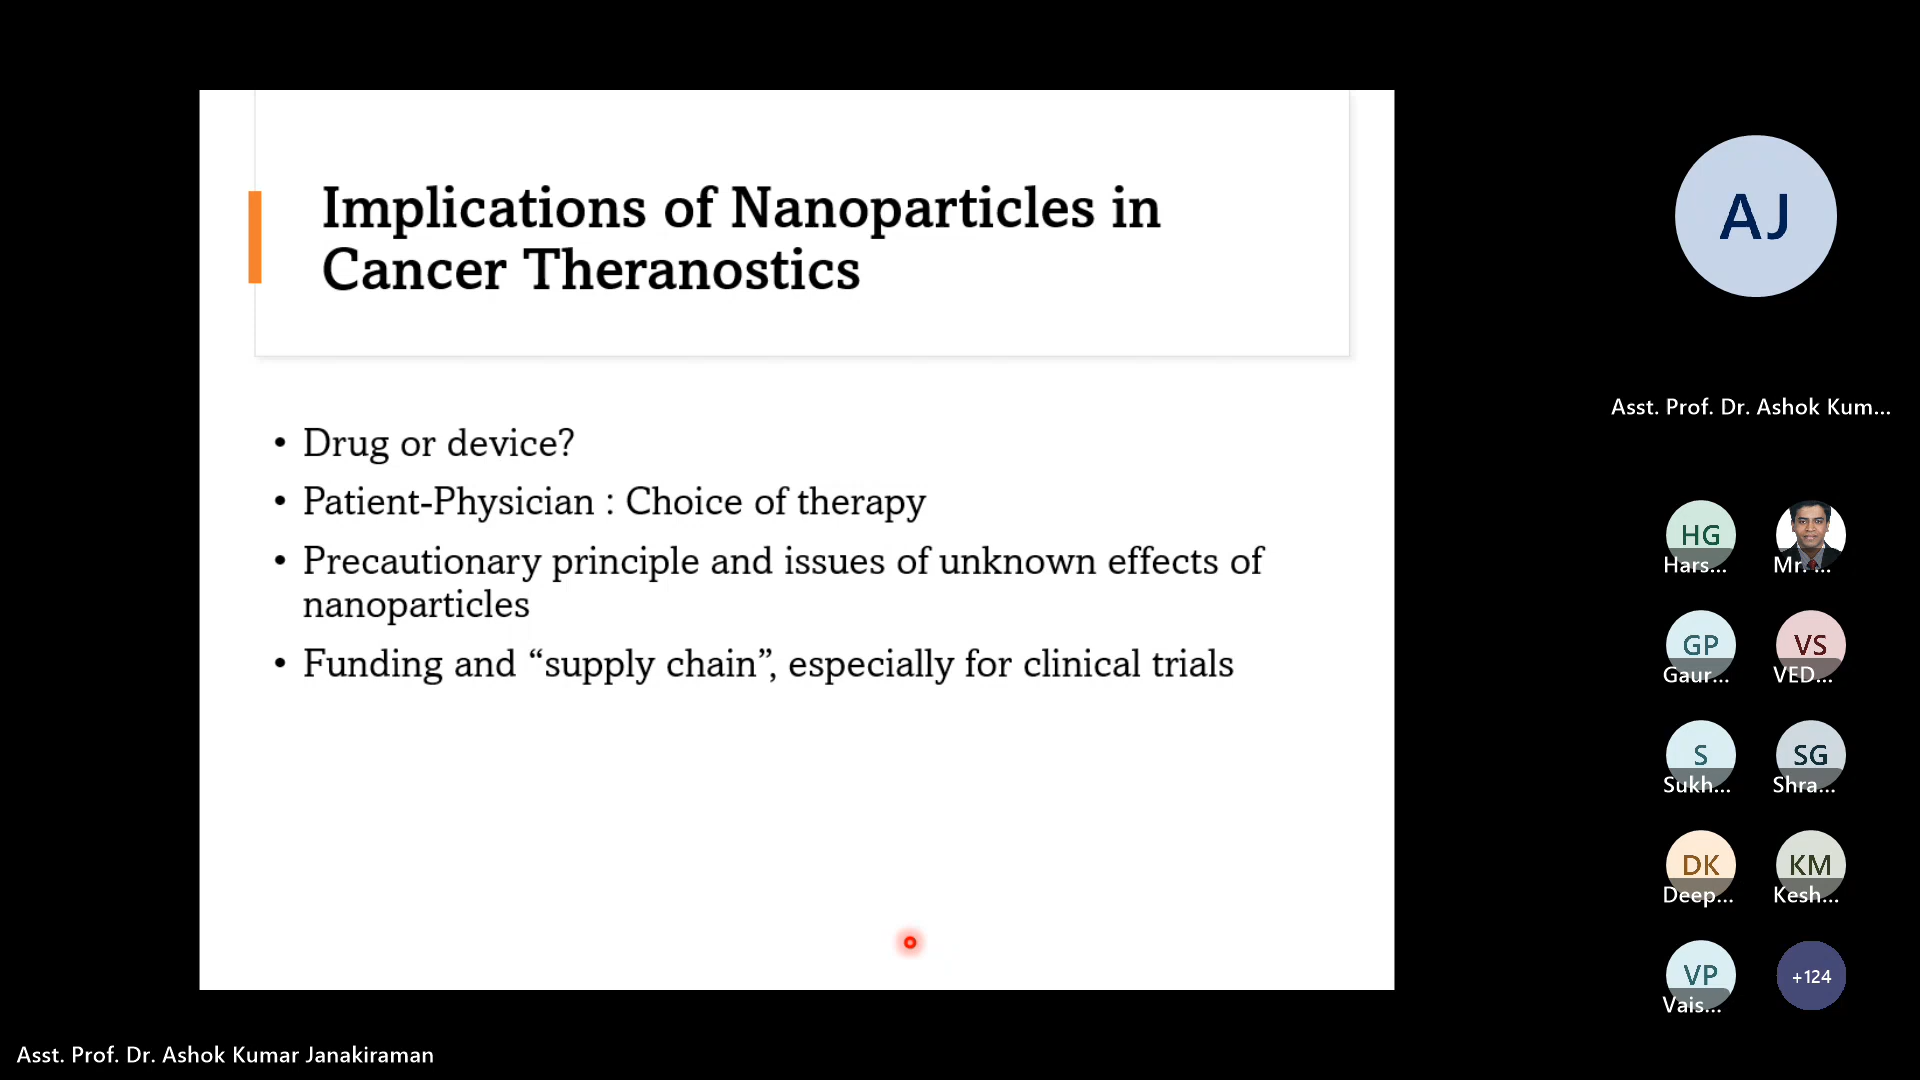 Implications of Nanoparticles in
Cancer Theranostics
• Drug or device?
• Patient-Physician : Choice of therapy
• Precautionary principle and issues of unknown effects of
nanoparticles
• Funding and “supply chain”, especially for clinical trials
AJ
Asst. Prof. Dr. Ashok Kum...
HG
Hars...
Mr. ...
GP
Gaur...
VS
VED...
S
Sukh...
SG
Shra...
DK
Deep...
KM
Kesh...
VP
Vais...
+124
Asst. Prof. Dr. Ashok Kumar Janakiraman